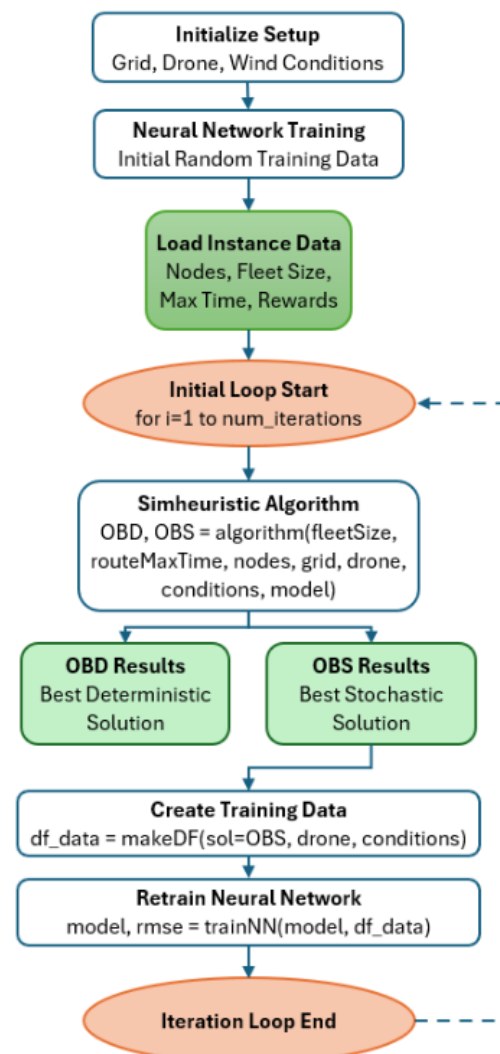 Initialize Setup
Grid, Drone, Wind Conditions
Neural Network Training
Initial Random Training Data
Load Instance Data
Nodes, Fleet Size,
Max Time, Rewards
Initial Loop Start
for i=1 to num_iterations
Simheuristic Algorithm
OBD, OBS = algorithm(fleetSize,
routeMaxTime, nodes, grid, drone,
conditions, model)
OBD Results
Best Deterministic
Solution
OBS Results
Best Stochastic
Solution
Create Training Data
df_data = makeDF(sol=OBS, drone, conditions)
Retrain Neural Network
model, rmse = trainNN(model, df_data)
Iteration Loop End